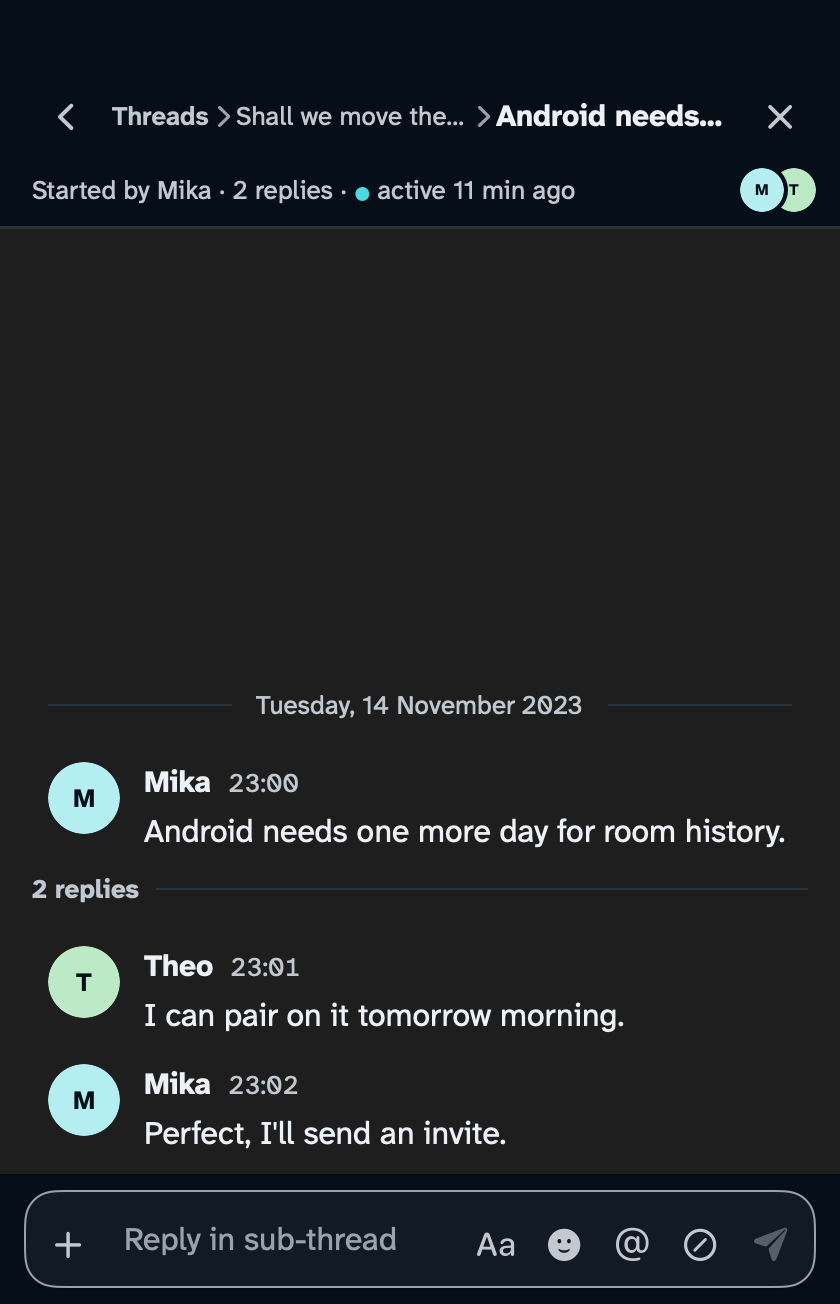 Threads Shall we move the... Android needs...
Started by Mika · 2 replies · active 11 min ago M T
Tuesday, 14 November 2023
M Mika 23:00
Android needs one more day for room history.
2 replies
T Theo 23:01
I can pair on it tomorrow morning.
M Mika 23:02
Perfect, I'll send an invite.
Reply in sub-thread Aa @